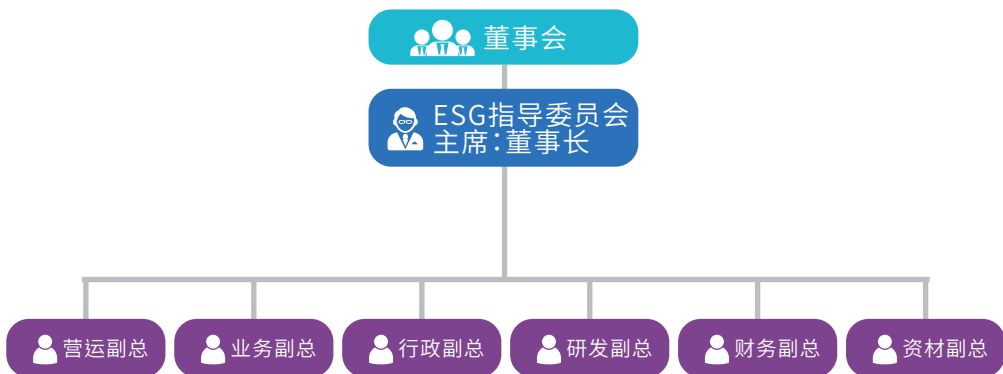 董事会
ESG指导委员会
主席:董事长
营运副总
业务副总
行政副总
研发副总
财务副总
资材副总